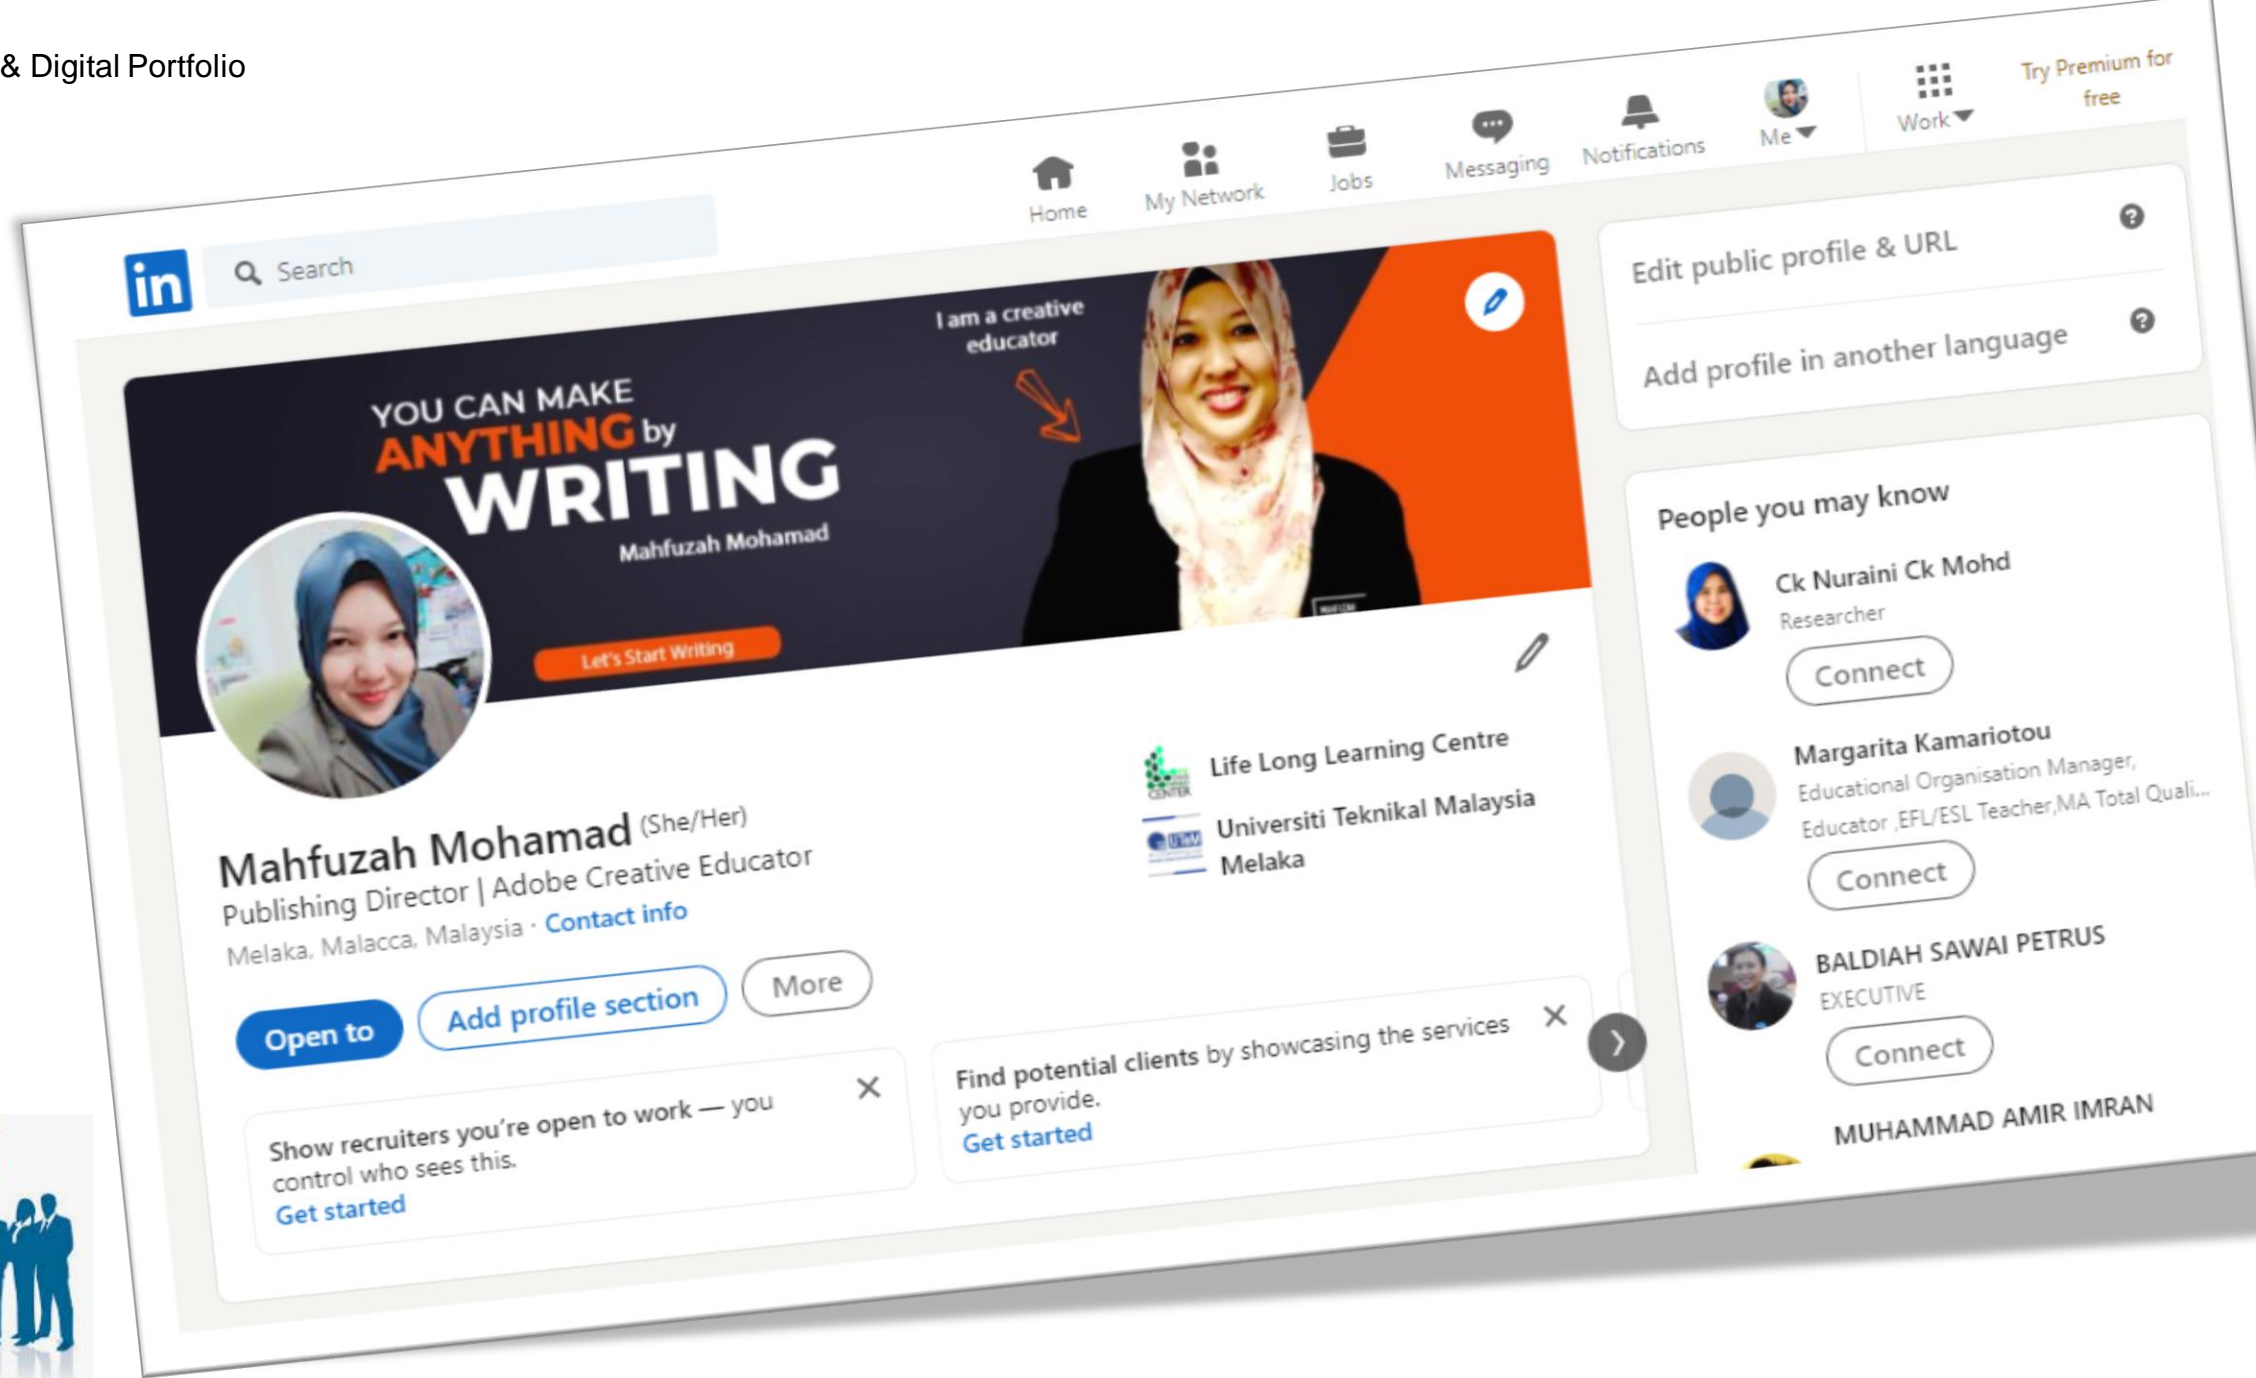 & Digital Portfolio
in
Search
Home
My Network
Jobs
Messaging
Notifications
Me
Work
Try Premium for
free
YOU CAN MAKE
ANYTHING by
WRITING
Mahfuzah Mohamad
Let's Start Writing
I am a creative
educator
Mahfuzah Mohamad (She/Her)
Publishing Director | Adobe Creative Educator
Melaka, Malacca, Malaysia · Contact info
Life Long Learning Centre
CENTER
Universiti Teknikal Malaysia
Melaka
UTeM
Open to
Add profile section
More
Show recruiters you're open to work — you
control who sees this.
Get started
Find potential clients by showcasing the services
you provide.
Get started
Edit public profile & URL
Add profile in another language
People you may know
Ck Nuraini Ck Mohd
Researcher
Connect
Margarita Kamariotou
Educational Organisation Manager,
Educator ,EFL/ESL Teacher,MA Total Quali...
Connect
BALDIAH SAWAI PETRUS
EXECUTIVE
Connect
MUHAMMAD AMIR IMRAN